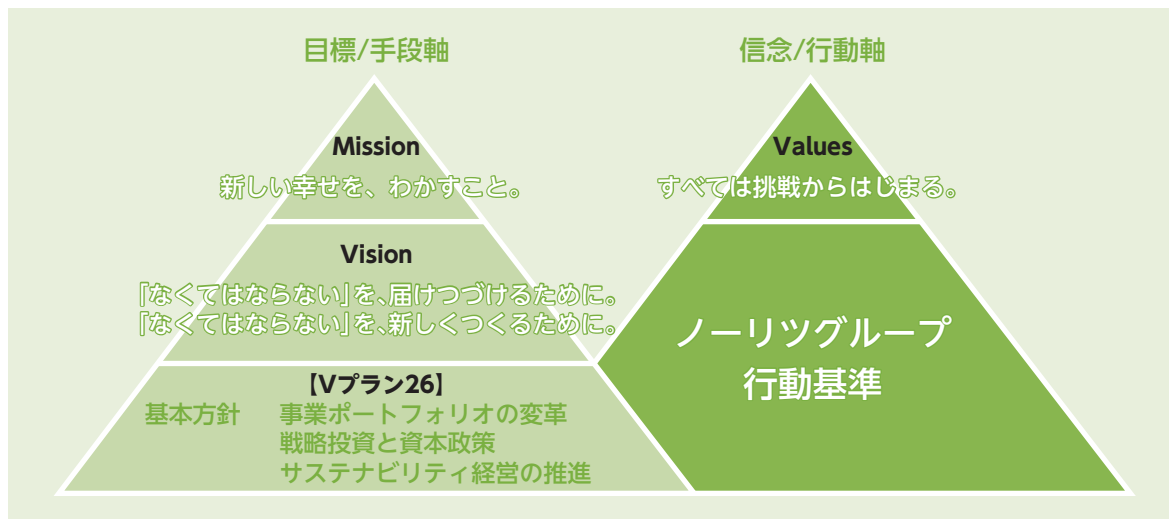 目標/手段軸
Mission
新しい幸せを、わかすこと。
Vision
「なくてはならない」を、届けつづけるために。
「なくてはならない」を、新しくつくるために。
【Vプラン26】
基本方針 事業ポートフォリオの変革
戦略投資と資本政策
サステナビリティ経営の推進
信念/行動軸
Values
すべては挑戦からはじまる。
ノーリツグループ
行動基準